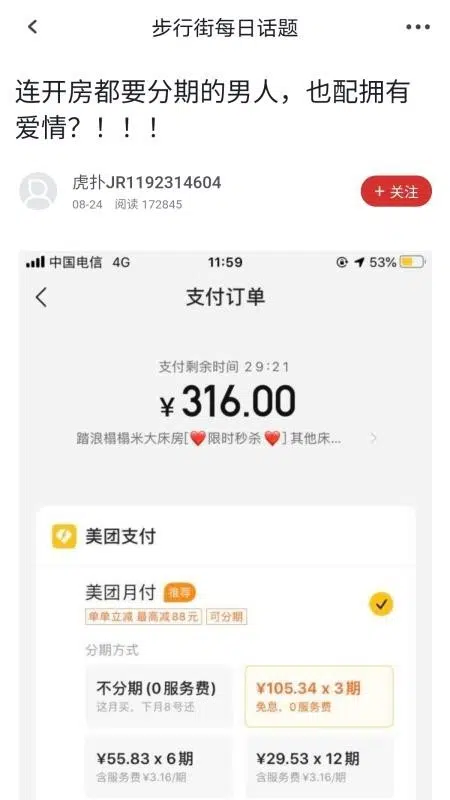 步行街每日话题
连开房都要分期的男人，也配拥有
爱情？！！！！
虎扑JR1192314604
+ 关注
08-24 阅读 172845
中国电信 4G 11:59 53%
支付订单
支付剩余时间 29:21
¥316.00
踏浪榻榻米大床房[❤️限时秒杀❤️] 其他床...
美团支付
美团月付 推荐
单单立减 最高减88元 可分期
分期方式
不分期 (0服务费) ¥105.34 x 3期
这月买，下月8号还 免息，0服务费
¥55.83 x 6期 ¥29.53 x 12期
含服务费¥3.16/期 含服务费¥3.16/期